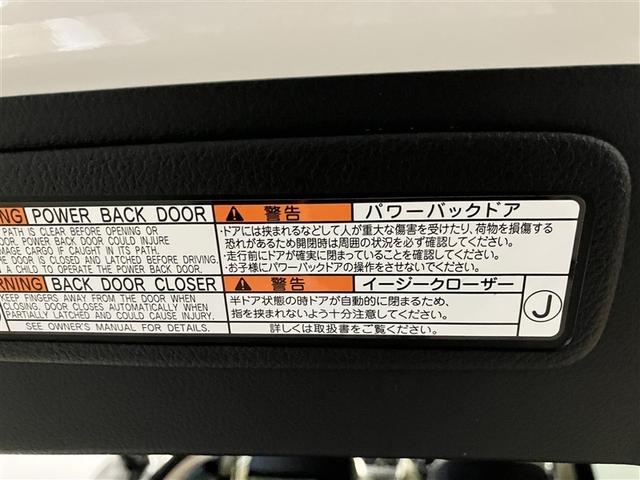 NING POWER BACK DOOR
PATH IS CLEAR BEFORE OPENING OR
DOOR. POWER BACK DOOR COULD INJURE
DAMAGE CARGO IF CAUGHT IN ITS PATH.
DOOR IS CLOSED AND LATCHED BEFORE DRIVING.
A CHILD TO OPERATE THE POWER BACK DOOR.
警告 パワーバックドア
・ドアには挟まれるなどして人が重大な傷害を受けたり、荷物を損傷する
恐れがあるため開閉時は周囲の状況を必ず確認してください。
・走行前にドアが確実に閉まっていることを確認してください。
・お子様にパワーバックドアの操作をさせないでください。
RNING BACK DOOR CLOSER
KEEP FINGERS AWAY FROM THE DOOR WHEN
CLOSING. DOOR CLOSES AUTOMATICALLY WHEN
PARTIALLY LATCHED AND COULD CAUSE INJURY.
SEE OWNER'S MANUAL FOR DETAILS.
警告 イージークローザー
半ドア状態の時ドアが自動的に閉まるため、
指を挟まれないよう十分注意してください。
詳しくは取扱書をご覧ください。
J